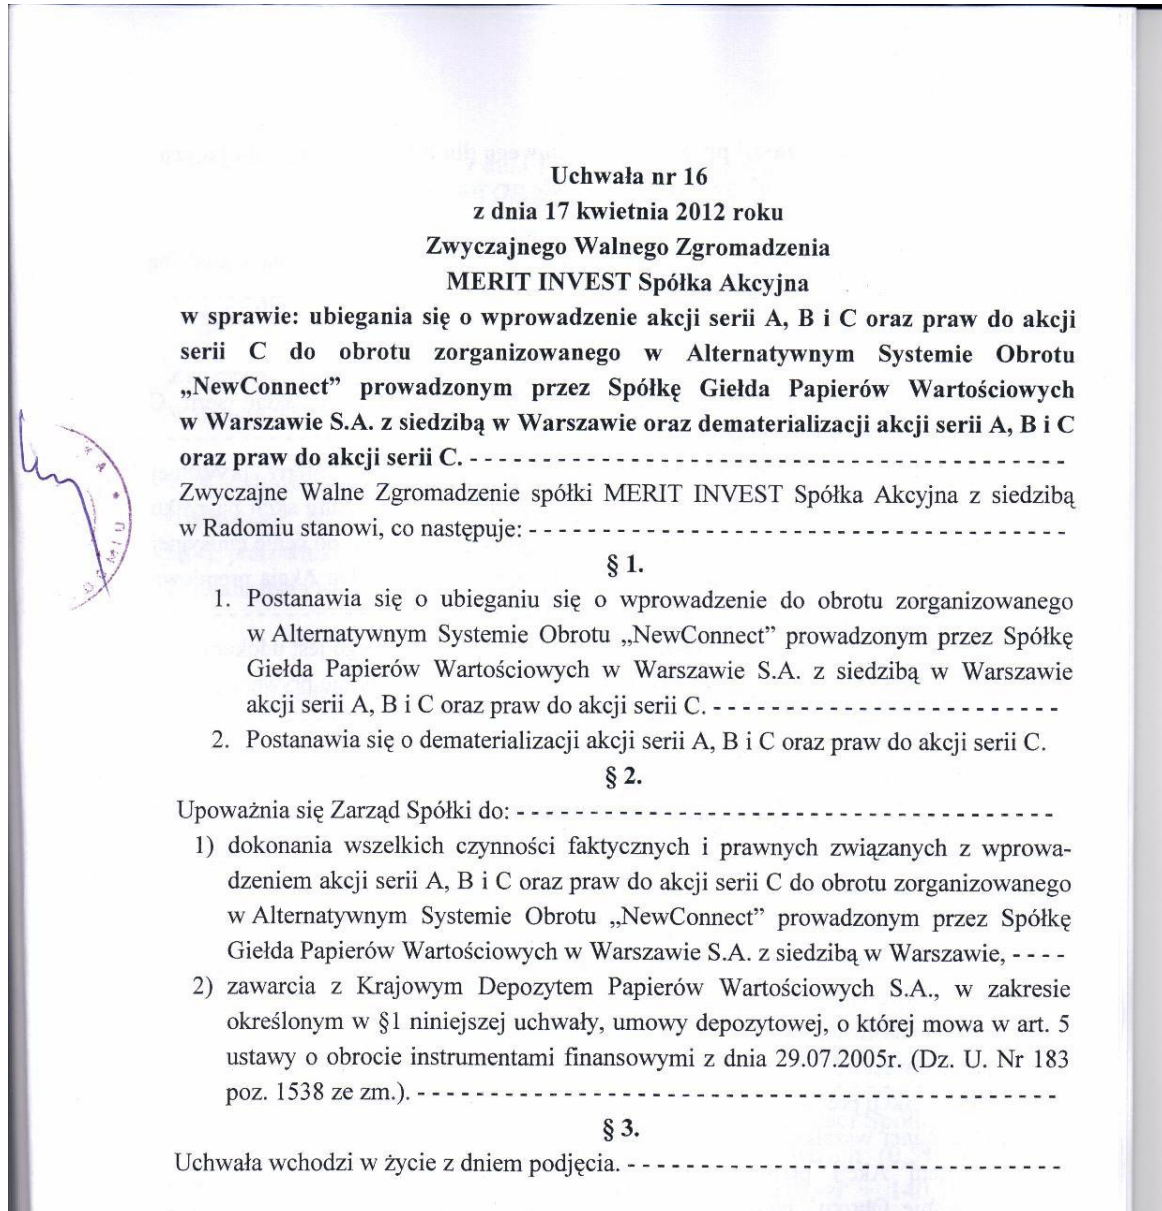 Uchwała nr 16
z dnia 17 kwietnia 2012 roku
Zwyczajnego Walnego Zgromadzenia
MERIT INVEST Spółka Akcyjna
w sprawie: ubiegania się o wprowadzenie akcji serii A, B i C oraz praw do akcji
serii C do obrotu zorganizowanego w Alternatywnym Systemie Obrotu
„NewConnect” prowadzonym przez Spółkę Giełda Papierów Wartościowych
w Warszawie S.A. z siedzibą w Warszawie oraz dematerializacji akcji serii A, B i C
oraz praw do akcji serii C. - - - - - - - - - - - - - - - - - - - - - - - - - - - - - - - - - - - - - - - - -
Zwyczajne Walne Zgromadzenie spółki MERIT INVEST Spółka Akcyjna z siedzibą
w Radomiu stanowi, co następuje: - - - - - - - - - - - - - - - - - - - - - - - - - - - - - - - - - - - - -
§ 1.
1. Postanawia się o ubieganiu się o wprowadzenie do obrotu zorganizowanego
w Alternatywnym Systemie Obrotu „NewConnect” prowadzonym przez Spółkę
Giełda Papierów Wartościowych w Warszawie S.A. z siedzibą w Warszawie
akcji serii A, B i C oraz praw do akcji serii C. - - - - - - - - - - - - - - - - - - - - - - - -
2. Postanawia się o dematerializacji akcji serii A, B i C oraz praw do akcji serii C.
§ 2.
Upoważnia się Zarząd Spółki do: - - - - - - - - - - - - - - - - - - - - - - - - - - - - - - - - - - - - -
1) dokonania wszelkich czynności faktycznych i prawnych związanych z wprowa-
dzeniem akcji serii A, B i C oraz praw do akcji serii C do obrotu zorganizowanego
w Alternatywnym Systemie Obrotu „NewConnect” prowadzonym przez Spółkę
Giełda Papierów Wartościowych w Warszawie S.A. z siedzibą w Warszawie, - - - -
2) zawarcia z Krajowym Depozytem Papierów Wartościowych S.A., w zakresie
określonym w §1 niniejszej uchwały, umowy depozytowej, o której mowa w art. 5
ustawy o obrocie instrumentami finansowymi z dnia 29.07.2005r. (Dz. U. Nr 183
poz. 1538 ze zm.). - - - - - - - - - - - - - - - - - - - - - - - - - - - - - - - - - - - - - - - - - - - -
§ 3.
Uchwała wchodzi w życie z dniem podjęcia. - - - - - - - - - - - - - - - - - - - - - - - - - - - - - -